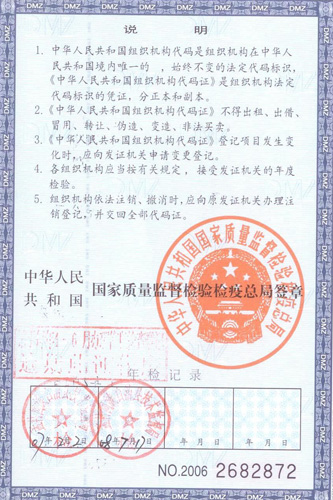 说 明
1. 中华人民共和国组织机构代码是组织机构在中华人
民共和国境内唯一的 ，始终不变的法定代码标识，
《中华人民共和国组织机构代码证》是组织机构法定
代码标识的凭证，分正本和副本。
2.《中华人民共和国组织机构代码证》不得出租、出借、
冒用、转让、伪造、变造、非法买卖。
3.《中华人民共和国组织机构代码证》登记项目发生变
化时，应向发证机关申请变更登记。
4. 各组织机构应当按有关规定，接受发证机关的年度
检验。
5. 组织机构依法注销、撤消时，应向原发证机关办理注
销登记，并交回全部代码证。
中华人民
共和国
国家质量监督检验检疫总局签章
中华人民共和国国家质量监督检验检疫总局
年检记录
年 月 日
年 月 日
年 月 日
年 月 日
NO.2006 2682872